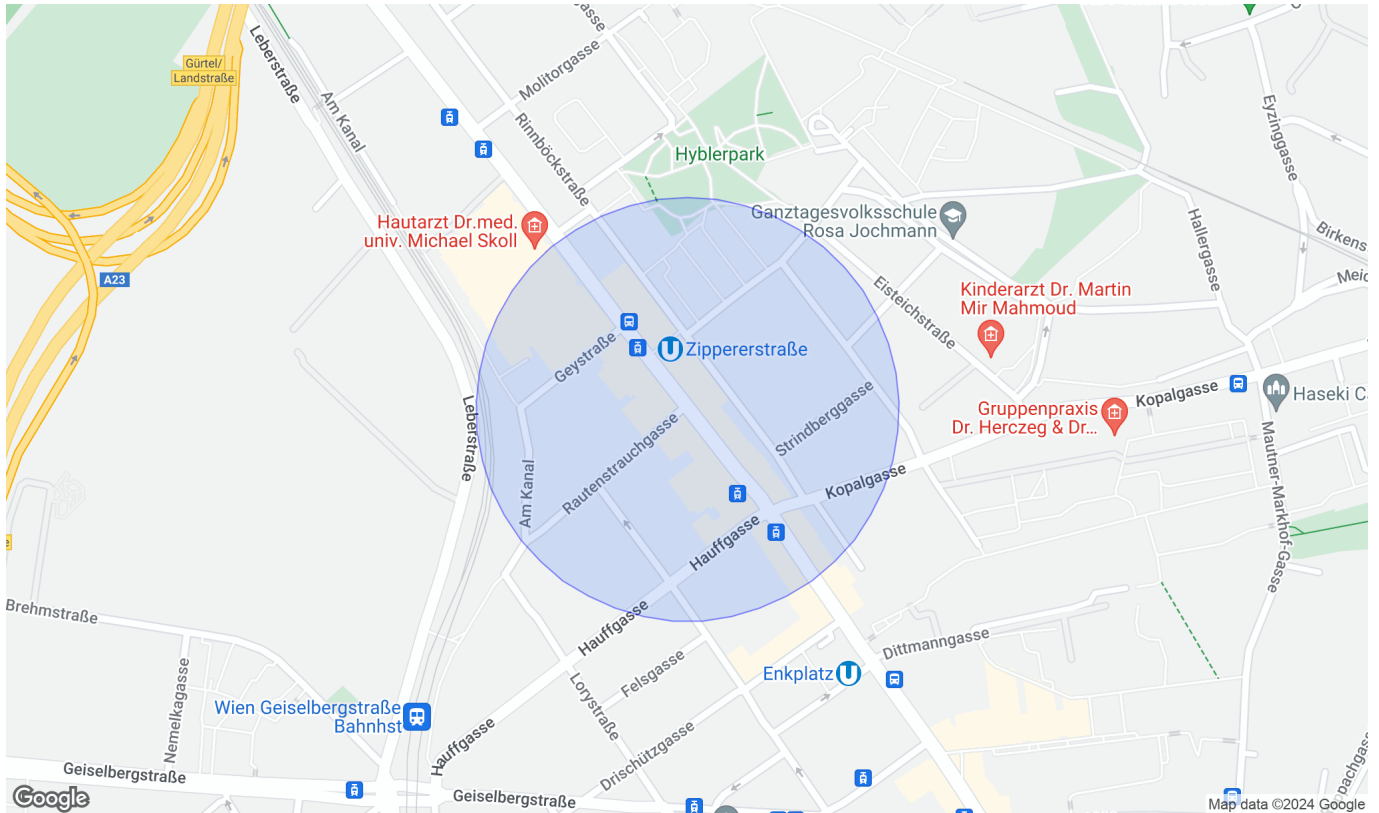 Gürtel/
Landstraße
Leberstraße
Am Kanal
Molitorgasse
Rinnböckstraße
Hyblerpark
Eyzinggasse
Hautarzt Dr.med.
univ. Michael Skoll
Ganztagesvolksschule
Rosa Jochmann
Hallergasse
A23
Eisteichstraße
Kinderarzt Dr. Martin
Mir Mahmoud
Zippererstraße
Geystraße
Leberstraße
Kopalgasse
Gruppenpraxis
Dr. Herczeg & Dr...
Haseki
Strindberggasse
Rautenstrauchgasse
Am Kanal
Kopalgasse
Mautner-Markhof-Gasse
Hauffgasse
Brehmstraße
Hauffgasse
Dittmanngasse
Felsgasse
Enkplatz
Nemelkagasse
Wien Geiselbergstraße
Bahnhst
Lorystraße
Hauffgasse
Drischützgasse
Geiselbergstraße
Geiselbergstraße
Google
Map data ©2024 Google